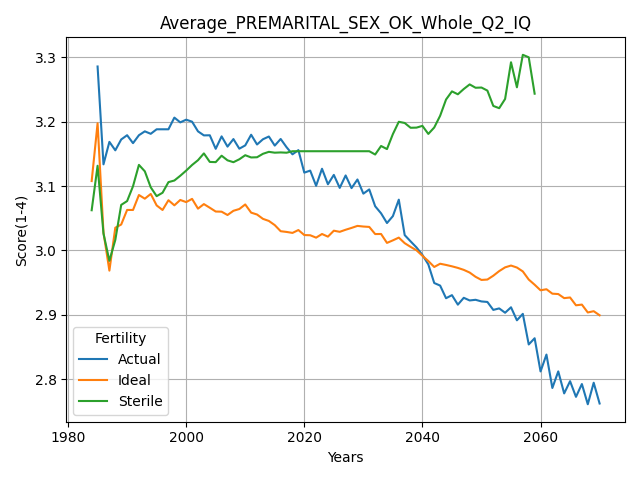 Average_PREMARITAL_SEX_OK_Whole_Q2_IQ
Score(1-4)
3.3
3.2
3.1
3.0
2.9
2.8
Fertility
Actual
Ideal
Sterile
1980 2000 2020 2040 2060
Years